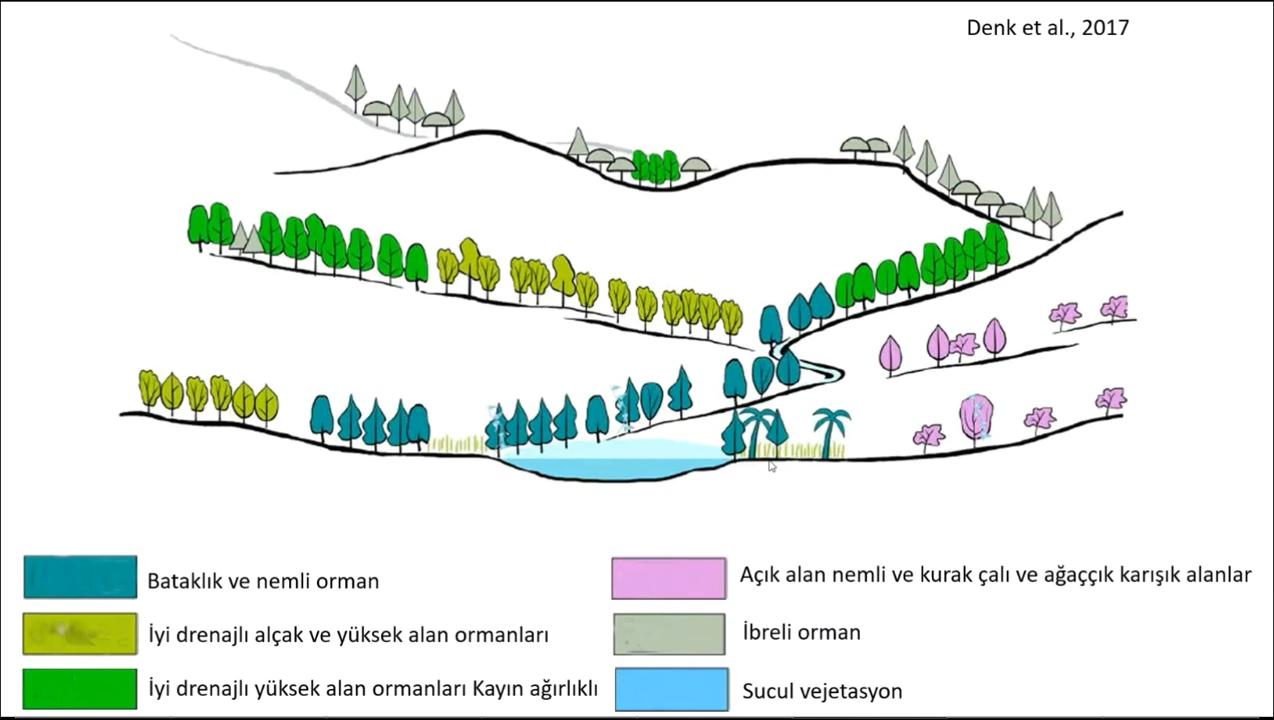 Denk et al., 2017
Bataklık ve nemli orman
İyi drenajlı alçak ve yüksek alan ormanları
İyi drenajlı yüksek alan ormanları Kayın ağırlıklı
Açık alan nemli ve kurak çalı ve ağaççık karışık alanlar
İbreli orman
Sucul vejetasyon